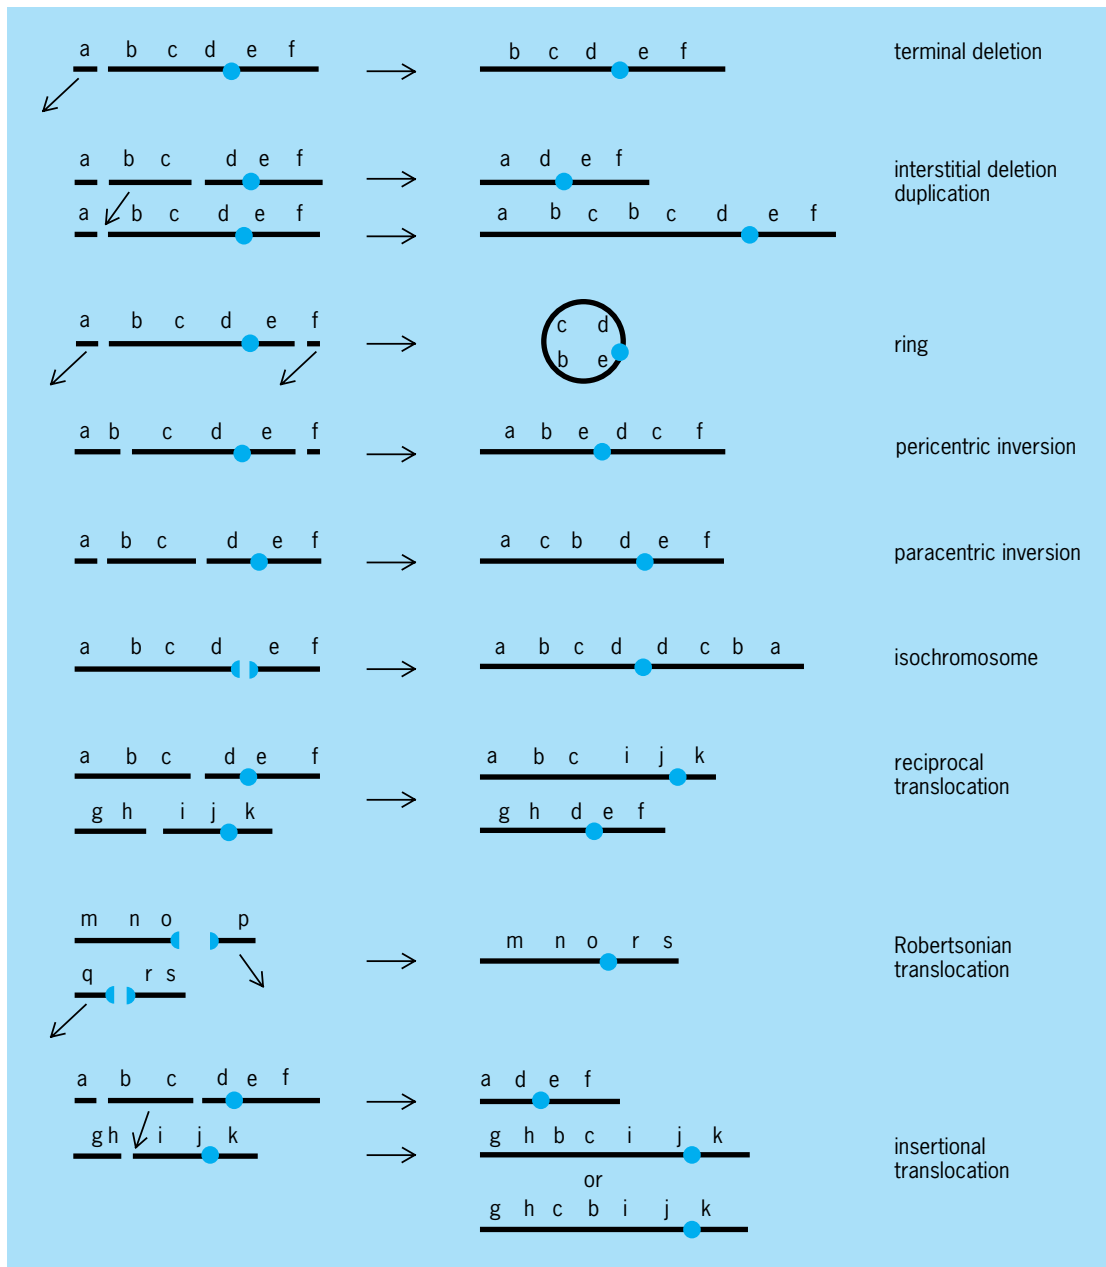 a b c d e f b c d e f terminal deletion
a b c d e f a d e f interstitial deletion
duplication
a b c d e f a b c b c d e f
a b c d e f c d
b e ring
a b c d e f a b e d c f pericentric inversion
a b c d e f a c b d e f paracentric inversion
a b c d e f a b c d d c b a isochromosome
a b c d e f a b c i j k reciprocal
translocation
g h i j k g h d e f
m n o p m n o r s Robertsonian
translocation
q r s
a b c d e f a d e f
g h i j k g h b c i j k insertional
translocation
or
g h c b i j k